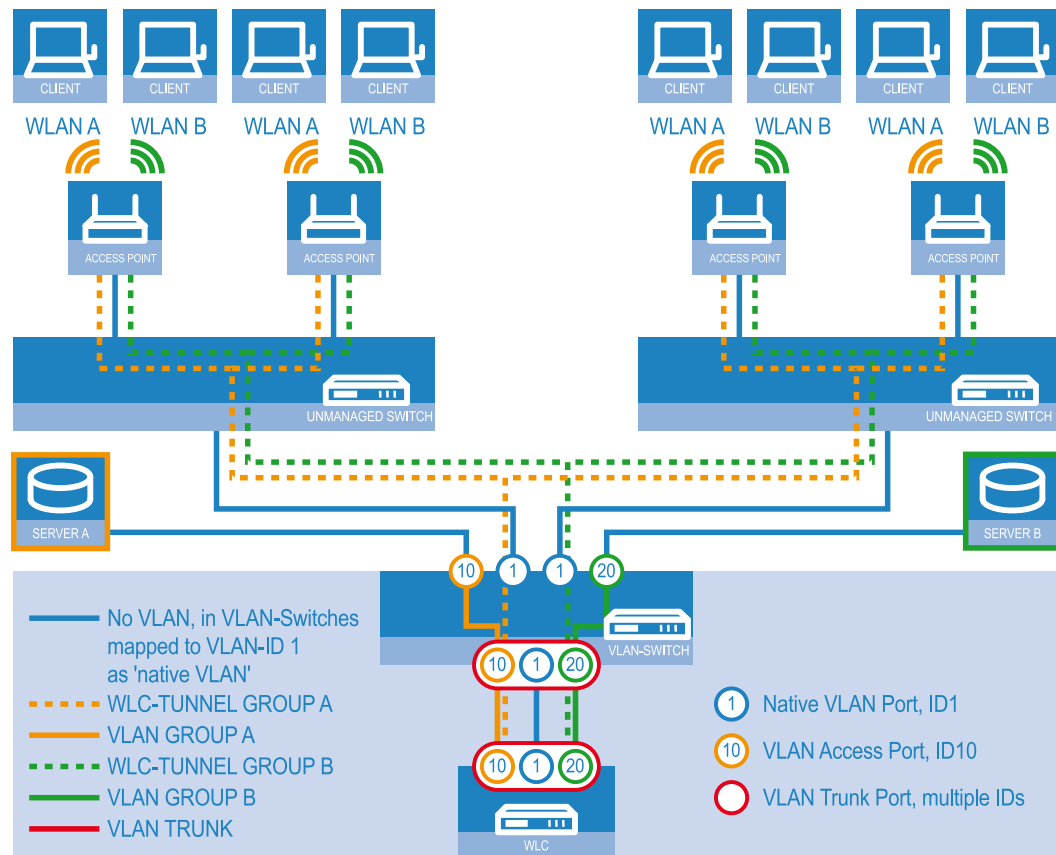 CLIENT CLIENT CLIENT CLIENT CLIENT CLIENT CLIENT CLIENT
WLAN A WLAN B WLAN A WLAN B WLAN A WLAN B WLAN A WLAN B
ACCESS POINT ACCESS POINT ACCESS POINT ACCESS POINT
UNMANAGED SWITCH UNMANAGED SWITCH
SERVER A SERVER B
10 1 1 20
VLAN-SWITCH
10 1 20
10 1 20
WLC
No VLAN, in VLAN-Switches
mapped to VLAN-ID 1
as 'native VLAN'
WLC-TUNNEL GROUP A
VLAN GROUP A
WLC-TUNNEL GROUP B
VLAN GROUP B
VLAN TRUNK
1 Native VLAN Port, ID1
10 VLAN Access Port, ID10
VLAN Trunk Port, multiple IDs